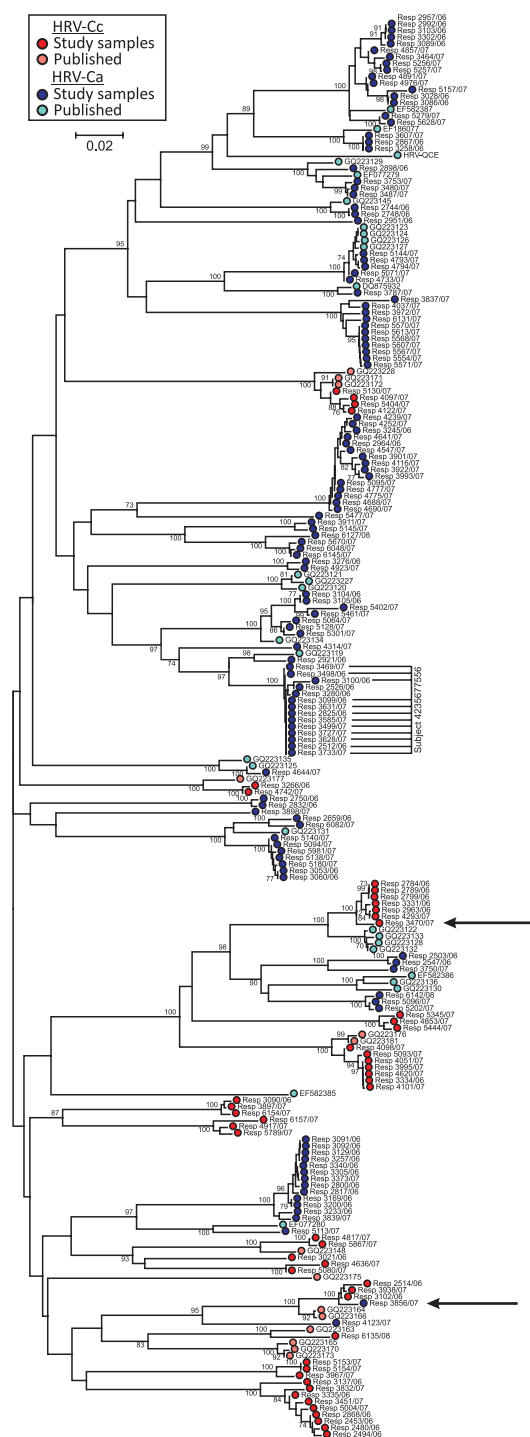 HRV-Cc
Study samples
Published
HRV-Ca
Study samples
Published
0.02
Resp 2957/06
Resp 2992/06
Resp 3103/06
Resp 3302/06
Resp 3089/06
Resp 4857/07
Resp 3464/07
Resp 5256/07
Resp 5257/07
Resp 4891/07
Resp 4976/07
Resp 5157/07
Resp 3028/06
Resp 3086/06
EF582387
Resp 5279/07
Resp 5628/07
EF186077
Resp 3607/07
Resp 2867/06
Resp 3258/06
HRV-QCE
GQ223129
Resp 2898/06
EF077279
Resp 3753/07
Resp 3480/07
Resp 3487/07
GQ223145
Resp 2744/06
Resp 2748/06
Resp 2951/06
GQ223123
GQ223124
GQ223126
GQ223127
Resp 5144/07
Resp 4793/07
Resp 4794/07
Resp 5071/07
Resp 4733/07
DQ875932
Resp 3787/07
Resp 3837/07
Resp 4037/07
Resp 3972/07
Resp 6131/07
Resp 5570/07
Resp 5613/07
Resp 5568/07
Resp 5607/07
Resp 5567/07
Resp 5554/07
Resp 5571/07
GQ223228
GQ223171
GQ223172
Resp 5130/07
Resp 4097/07
Resp 5404/07
Resp 4122/07
Resp 4239/07
Resp 4252/07
Resp 3245/06
Resp 4641/07
Resp 2964/06
Resp 4547/07
Resp 3901/07
Resp 4116/07
Resp 3922/07
Resp 3993/07
Resp 5095/07
Resp 4777/07
Resp 4775/07
Resp 4688/07
Resp 4690/07
Resp 5477/07
Resp 3911/07
Resp 5145/07
Resp 6127/08
Resp 5670/07
Resp 6048/07
Resp 6145/07
Resp 3276/06
Resp 4923/07
GQ223121
GQ223227
GQ223120
Resp 3104/06
Resp 3105/06
Resp 5402/07
Resp 5461/07
Resp 5064/07
Resp 5128/07
Resp 5301/07
GQ223134
Resp 4314/07
GQ223119
Resp 2921/06
Resp 3469/07
Resp 3498/06
Resp 3100/06
Resp 2526/06
Resp 3280/06
Resp 3099/06
Resp 3631/07
Resp 2825/06
Resp 3585/07
Resp 3499/07
Resp 3727/07
Resp 3628/07
Resp 2512/06
Resp 3733/07
Subject 4235677556
GQ223135
GQ223125
Resp 4644/07
GQ223177
Resp 3266/06
Resp 4742/07
Resp 2750/06
Resp 2832/06
Resp 3898/07
Resp 2659/06
Resp 6082/07
GQ223131
Resp 5140/07
Resp 5094/07
Resp 5981/07
Resp 5138/07
Resp 5180/07
Resp 3053/06
Resp 3060/06
Resp 2784/06
Resp 2789/06
Resp 2799/06
Resp 3331/06
Resp 2963/06
Resp 4293/07
Resp 3470/07
GQ223122
GQ223133
GQ223128
GQ223132
Resp 2503/06
Resp 2547/06
Resp 3750/07
EF582386
GQ223136
GQ223130
Resp 6142/08
Resp 5096/07
Resp 5202/07
Resp 5345/07
Resp 4853/07
Resp 5444/07
GQ223176
GQ223181
Resp 4098/07
Resp 5093/07
Resp 4051/07
Resp 3995/07
Resp 4620/07
Resp 3334/06
Resp 4101/07
EF582385
Resp 3090/06
Resp 3897/07
Resp 6154/07
Resp 6157/07
Resp 4917/07
Resp 5789/07
Resp 3091/06
Resp 3092/06
Resp 3129/06
Resp 3257/06
Resp 3340/06
Resp 3305/06
Resp 3373/07
Resp 2800/06
Resp 2817/06
Resp 3169/06
Resp 3200/06
Resp 3233/06
Resp 3839/07
EF077280
Resp 5113/07
Resp 4817/07
Resp 5867/07
GQ223148
Resp 3021/06
Resp 4636/07
Resp 5080/07
GQ223175
Resp 2514/06
Resp 3938/07
Resp 3102/06
Resp 3856/07
GQ223164
GQ223166
Resp 4123/07
GQ223163
Resp 6135/08
GQ223165
GQ223170
GQ223173
Resp 5153/07
Resp 5154/07
Resp 3967/07
Resp 3137/06
Resp 3832/07
Resp 3335/06
Resp 3451/07
Resp 5004/07
Resp 2868/06
Resp 2453/06
Resp 2480/06
Resp 2494/06